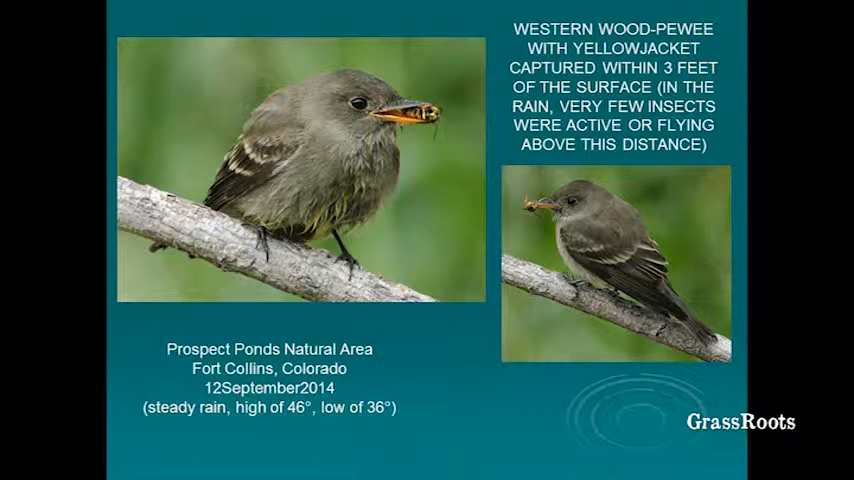 WESTERN WOOD-PEWEE
WITH YELLOWJACKET
CAPTURED WITHIN 3 FEET
OF THE SURFACE (IN THE
RAIN, VERY FEW INSECTS
WERE ACTIVE OR FLYING
ABOVE THIS DISTANCE)
Prospect Ponds Natural Area
Fort Collins, Colorado
12September2014
(steady rain, high of 46°, low of 36°)
GrassRoots